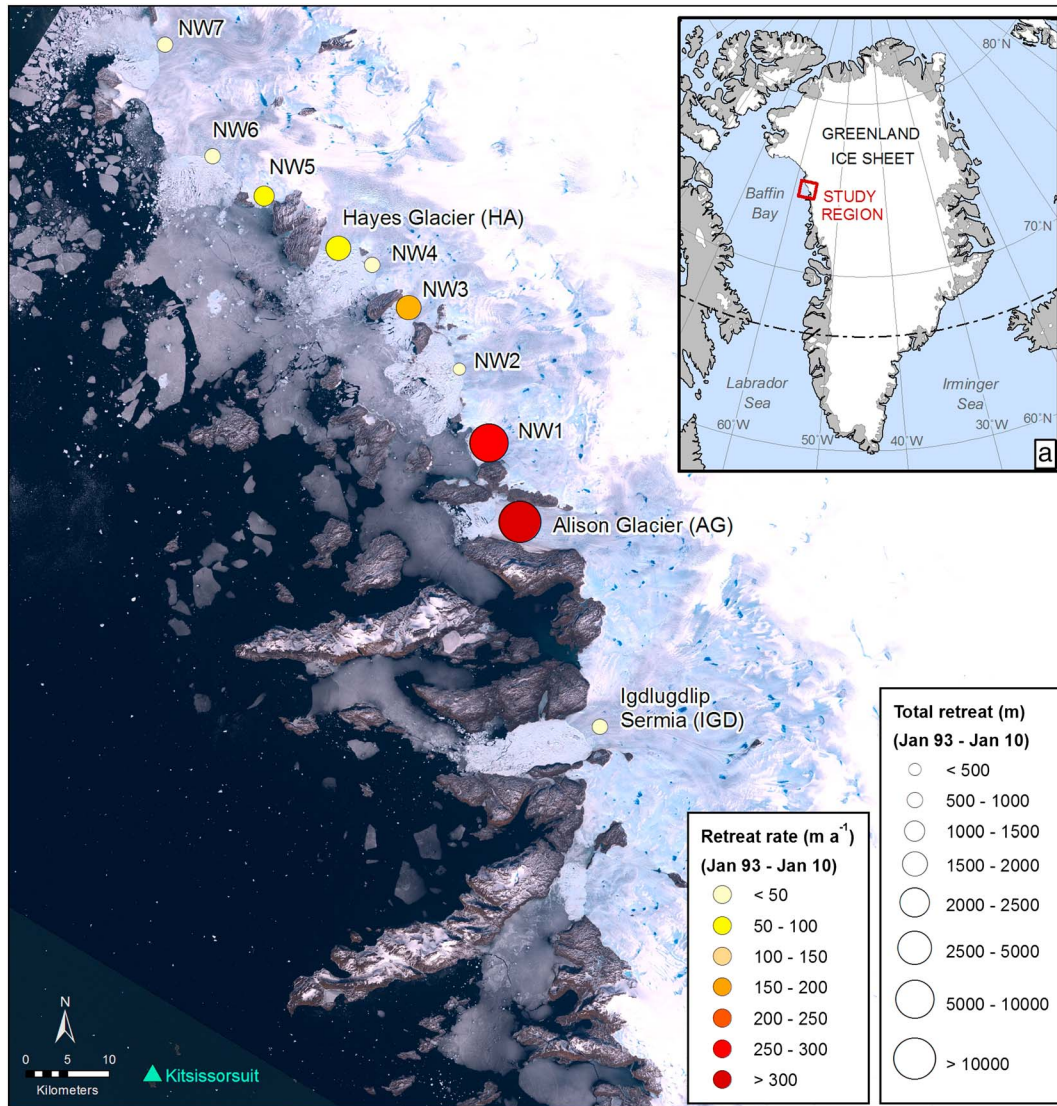 NW7
NW6
NW5
Hayes Glacier (HA)
NW4
NW3
NW2
NW1
Alison Glacier (AG)
Igdlugdlip
Sermia (IGD)
N
0 5 10
Kilometers
Kitsissorsuit
80˚N
GREENLAND
ICE SHEET
Baffin
Bay
STUDY
REGION
70˚N
Labrador
Sea
Irminger
Sea
60˚W
50˚W
40˚W
30˚W
60˚N
a
Retreat rate (m a⁻¹)
(Jan 93 - Jan 10)
< 50
50 - 100
100 - 150
150 - 200
200 - 250
250 - 300
> 300
Total retreat (m)
(Jan 93 - Jan 10)
< 500
500 - 1000
1000 - 1500
1500 - 2000
2000 - 2500
2500 - 5000
5000 - 10000
> 10000